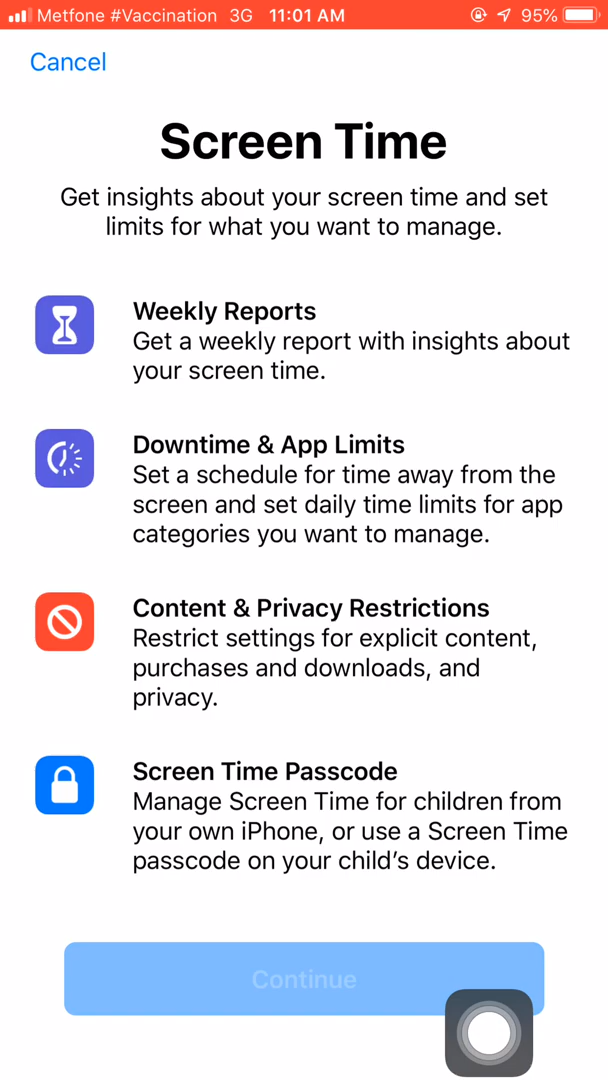 Metfone #Vaccination 3G 11:01 AM 95%
Cancel
Screen Time
Get insights about your screen time and set
limits for what you want to manage.
Weekly Reports
Get a weekly report with insights about
your screen time.
Downtime & App Limits
Set a schedule for time away from the
screen and set daily time limits for app
categories you want to manage.
Content & Privacy Restrictions
Restrict settings for explicit content,
purchases and downloads, and
privacy.
Screen Time Passcode
Manage Screen Time for children from
your own iPhone, or use a Screen Time
passcode on your child’s device.
Continue